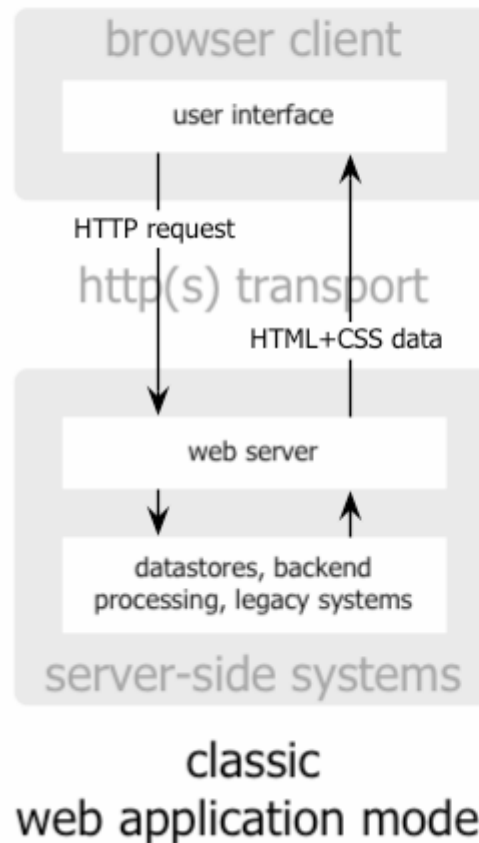 browser client
user interface
HTTP request
http(s) transport
HTML+CSS data
web server
datastores, backend
processing, legacy systems
server-side systems
classic
web application mode